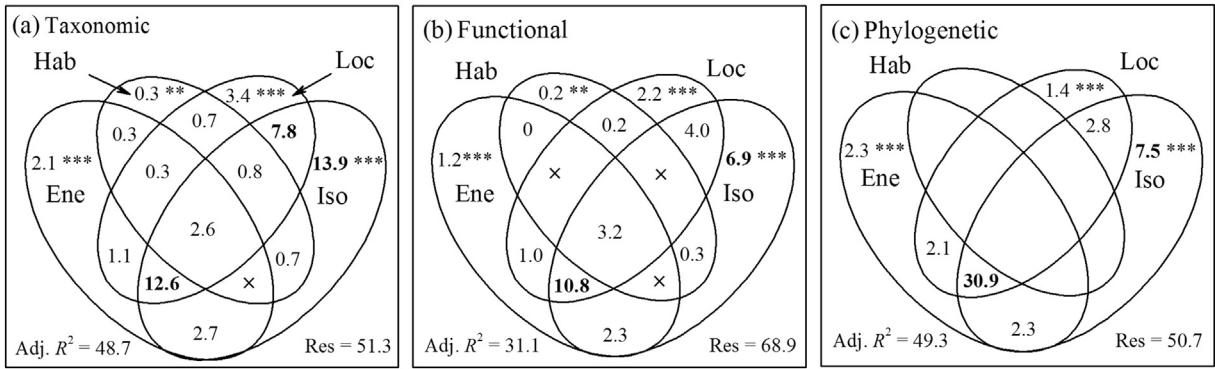 (a) Taxonomic
Hab
Loc
0.3 **
3.4 ***
0.3
0.7
7.8
2.1 ***
0.3
0.8
13.9 ***
Ene
Iso
2.6
1.1
0.7
12.6
×
2.7
Adj. R² = 48.7
Res = 51.3
(b) Functional
Hab
Loc
0.2 **
2.2 ***
0
0.2
4.0
1.2***
×
×
6.9 ***
Ene
Iso
3.2
1.0
0.3
10.8
×
2.3
Adj. R² = 31.1
Res = 68.9
(c) Phylogenetic
Hab
Loc
1.4 ***
2.8
2.3 ***
7.5 ***
Ene
Iso
2.1
30.9
2.3
Adj. R² = 49.3
Res = 50.7